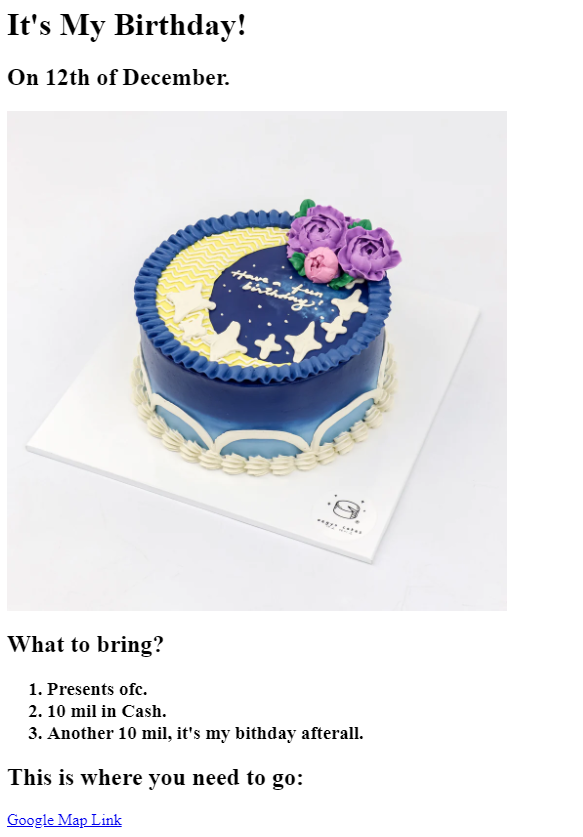 It's My Birthday!
On 12th of December.
Have a fun
birthday!
What to bring?
1. Presents ofc.
2. 10 mil in Cash.
3. Another 10 mil, it's my bithday afterall.
This is where you need to go:
Google Map Link